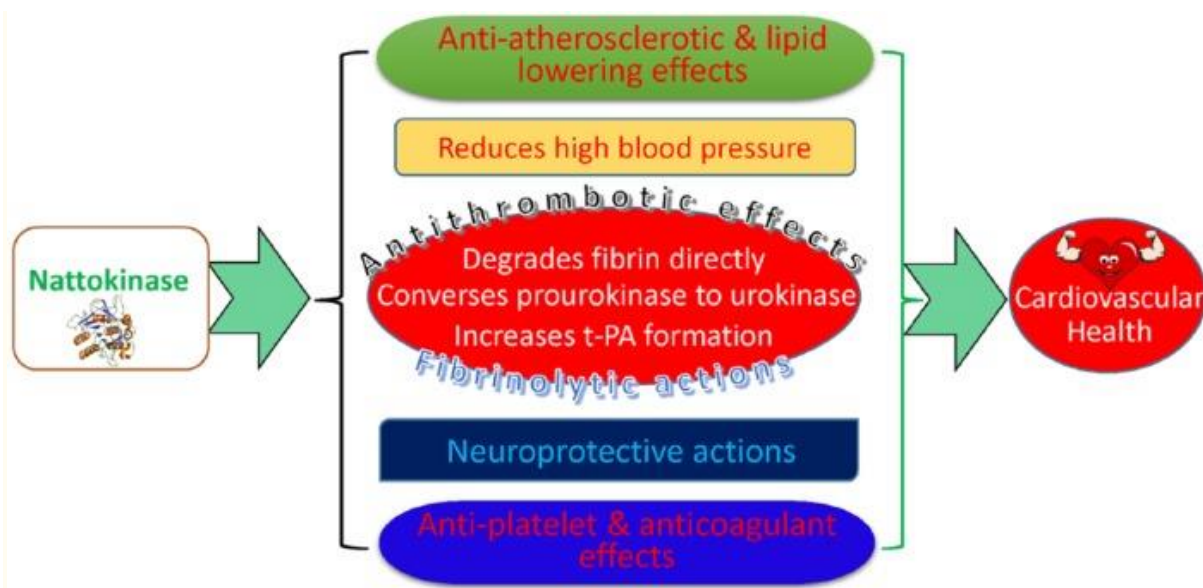 Nattokinase
Anti-atherosclerotic & lipid
lowering effects
Reduces high blood pressure
Antithrombotic effects
Degrades fibrin directly
Converses prourokinase to urokinase
Increases t-PA formation
Fibrinolytic actions
Neuroprotective actions
Anti-platelet & anticoagulant
effects
Cardiovascular
Health